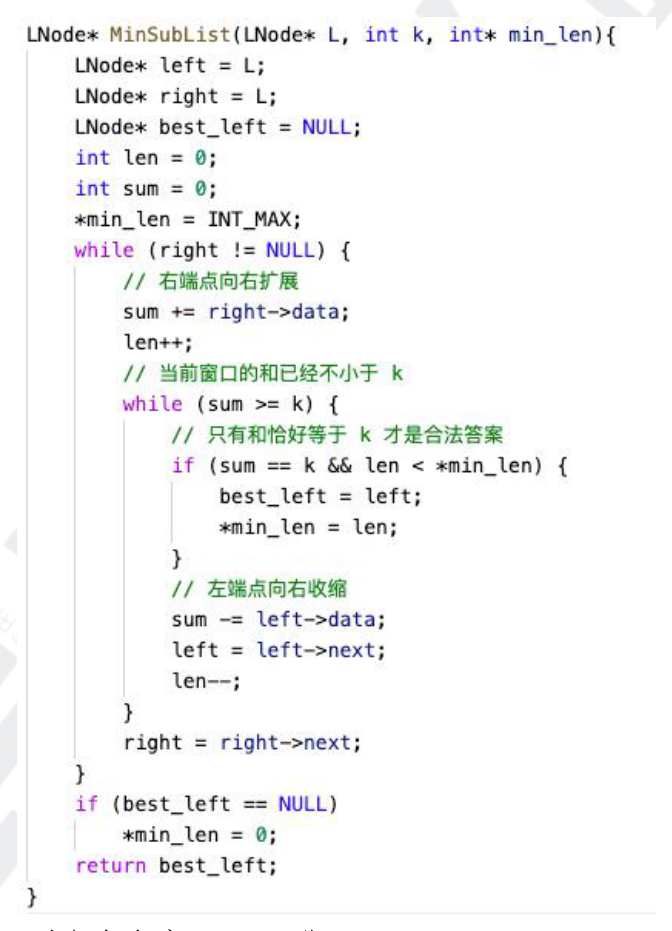 LNode* MinSubList(LNode* L, int k, int* min_len){
    LNode* left = L;
    LNode* right = L;
    LNode* best_left = NULL;
    int len = 0;
    int sum = 0;
    *min_len = INT_MAX;
    while (right != NULL) {
        // 右端点向右扩展
        sum += right->data;
        len++;
        // 当前窗口的和已经不小于 k
        while (sum >= k) {
            // 只有和恰好等于 k 才是合法答案
            if (sum == k && len < *min_len) {
                best_left = left;
                *min_len = len;
            }
            // 左端点向右收缩
            sum -= left->data;
            left = left->next;
            len--;
        }
        right = right->next;
    }
    if (best_left == NULL)
        *min_len = 0;
    return best_left;
}